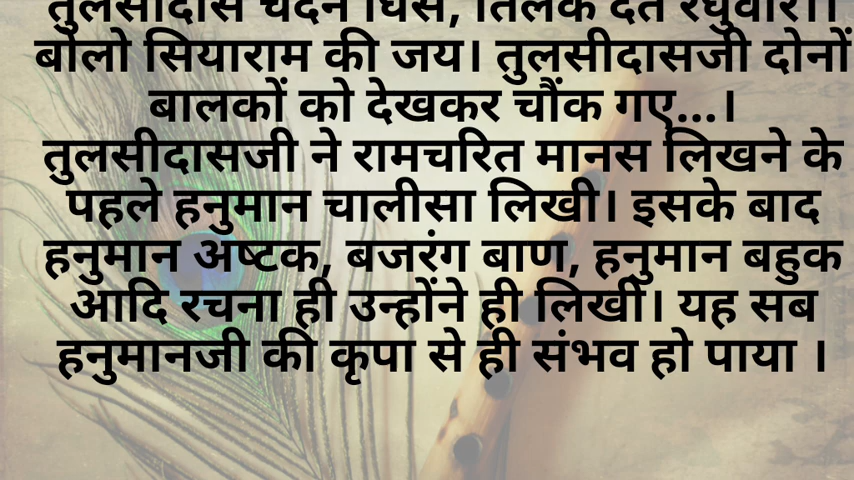 तुलसीदास चंदन घिसें, तिलक देत रघुवीर।।
बोलो सियाराम की जय। तुलसीदासजी दोनों
बालकों को देखकर चौंक गए...।
तुलसीदासजी ने रामचरित मानस लिखने के
पहले हनुमान चालीसा लिखी। इसके बाद
हनुमान अष्टक, बजरंग बाण, हनुमान बहुक
आदि रचना ही उन्होंने ही लिखी। यह सब
हनुमानजी की कृपा से ही संभव हो पाया ।